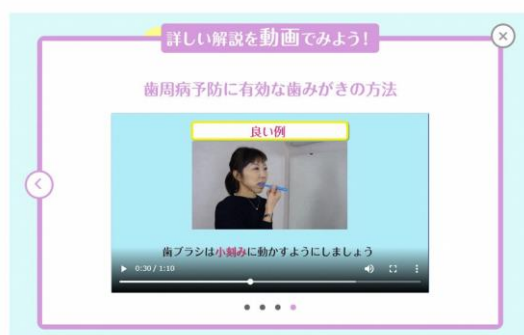 詳しい解説を動画でみよう!
歯周病予防に有効な歯みがきの方法
良い例
歯ブラシは小刻みに動かすようにしましょう
0:30 / 1:10